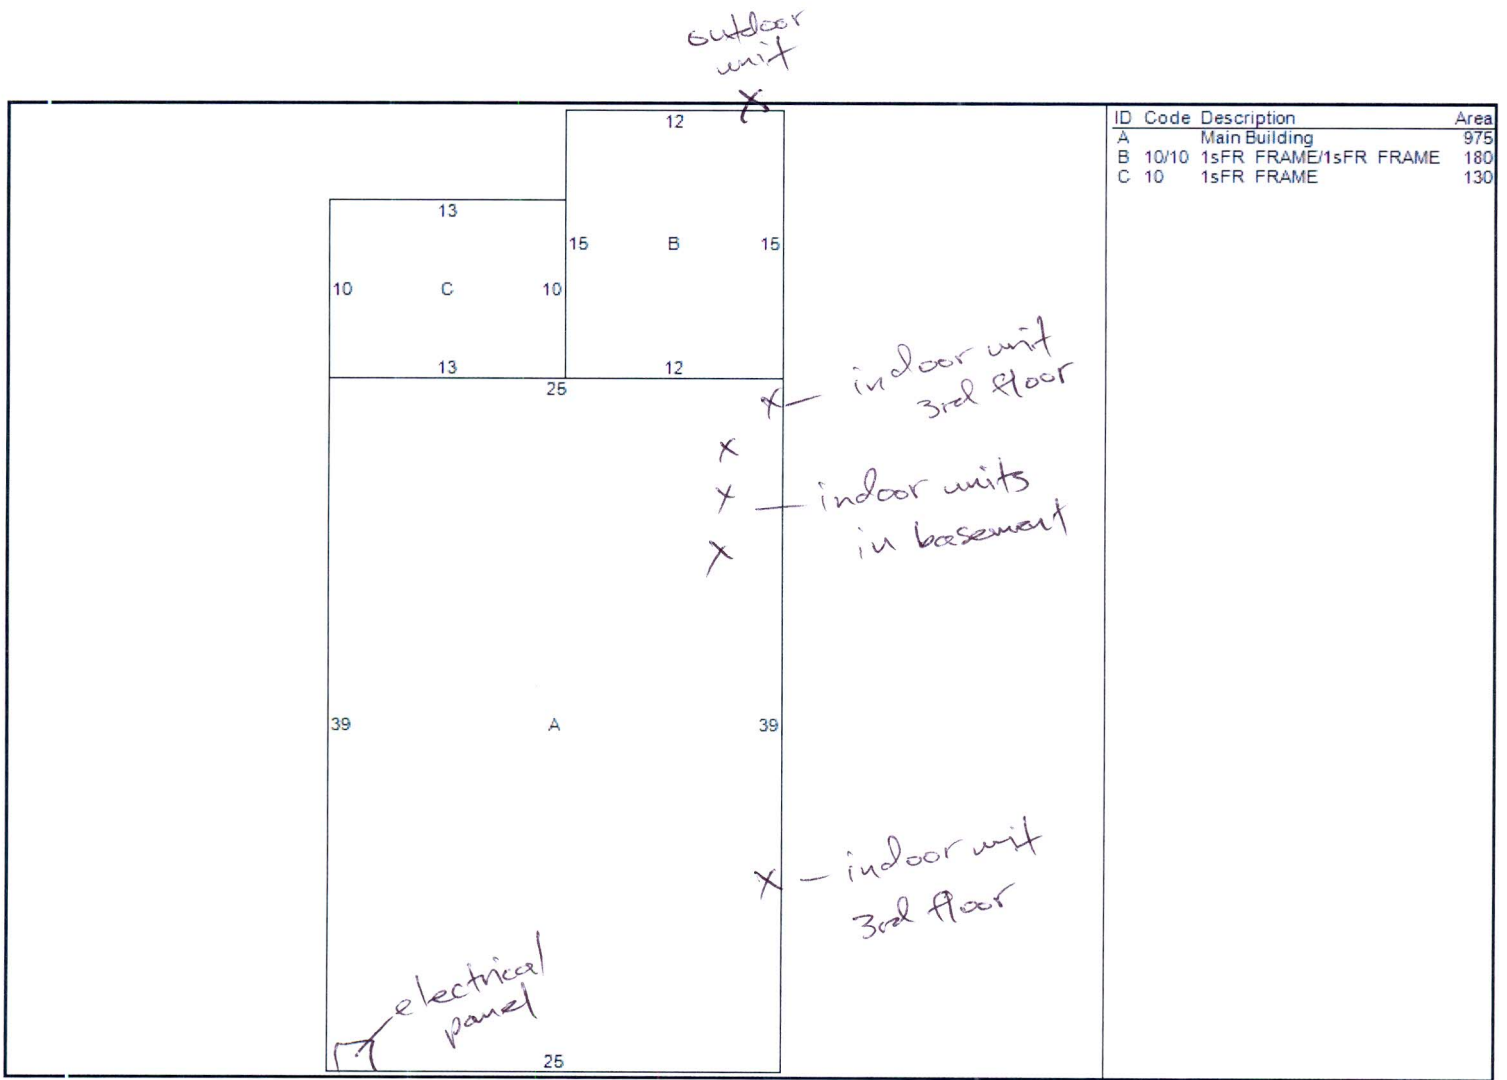 outdoor
unit
X
ID Code Description Area
A Main Building 975
B 10/10 1sFR FRAME/1sFR FRAME 180
C 10 1sFR FRAME 130
12
13
15 B 15
10 C 10
13 12
25
X – indoor unit
3rd floor
X
X — indoor units
in basement
X
39 A 39
X – indoor unit
3rd floor
electrical
panel
25